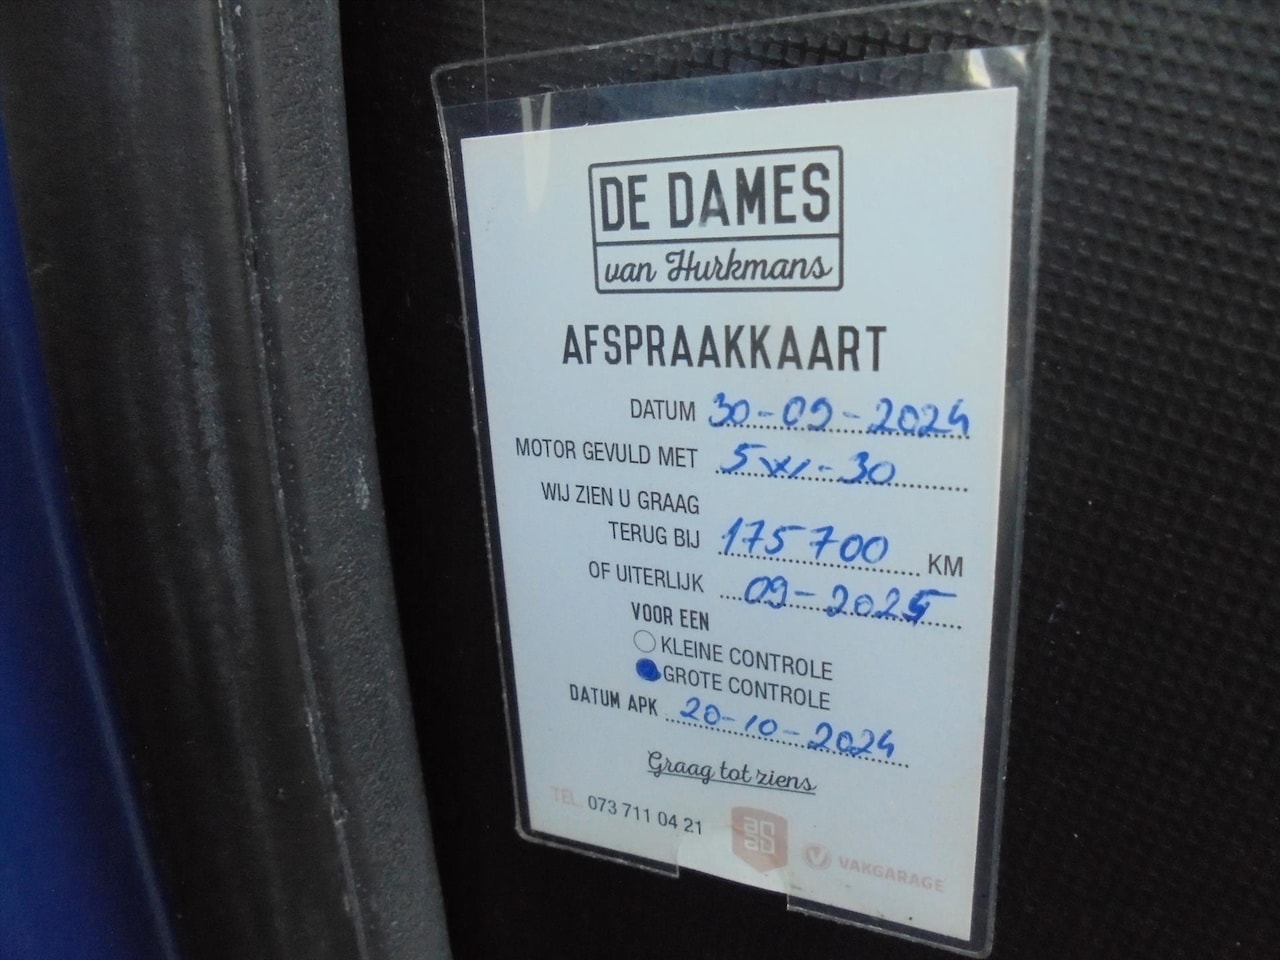 DE DAMES
van Hurkmans
AFSPRAAKKAART
DATUM 30-09-2024
MOTOR GEVULD MET 5W-30
WIJ ZIEN U GRAAG
TERUG BIJ 175700 KM
OF UITERLIJK 09-2025
VOOR EEN
KLEINE CONTROLE
GROTE CONTROLE
DATUM APK 20-10-2024
Graag tot ziens
TEL. 073 711 04 21
VAKGARAGE